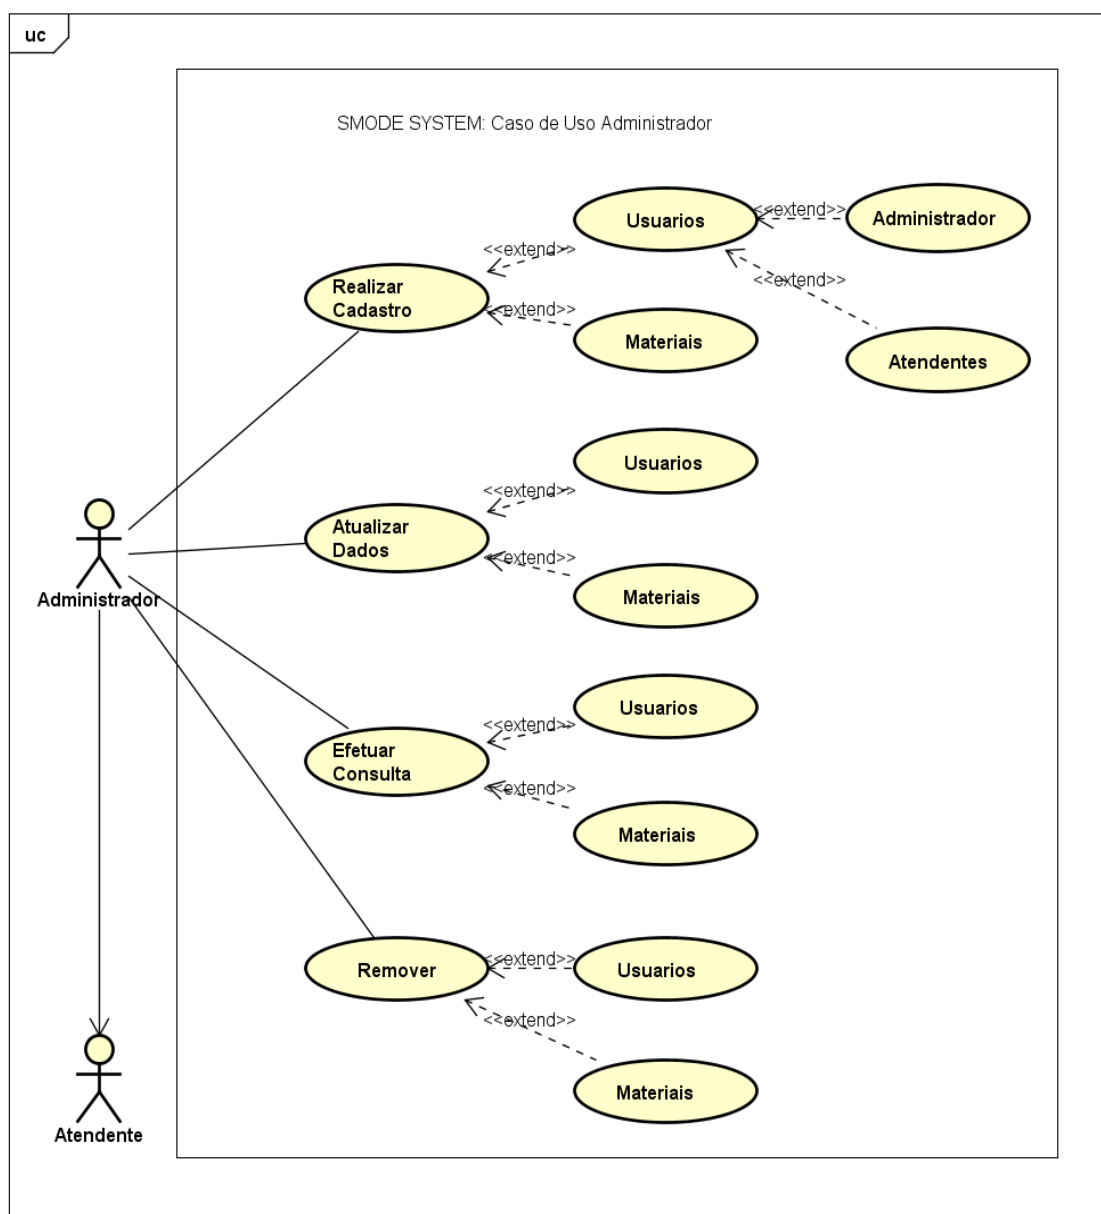 uc
SMODE SYSTEM: Caso de Uso Administrador
Usuarios
<<extend>>
Administrador
<<extend>>
<<extend>>
Realizar
Cadastro
<<extend>>
Materiais
Atendentes
Usuarios
<<extend>>
Atualizar
Dados
<<extend>>
Materiais
Administrador
Usuarios
<<extend>>
Efetuar
Consulta
<<extend>>
Materiais
Remover
<<extend>>
Usuarios
<<extend>>
Materiais
Atendente